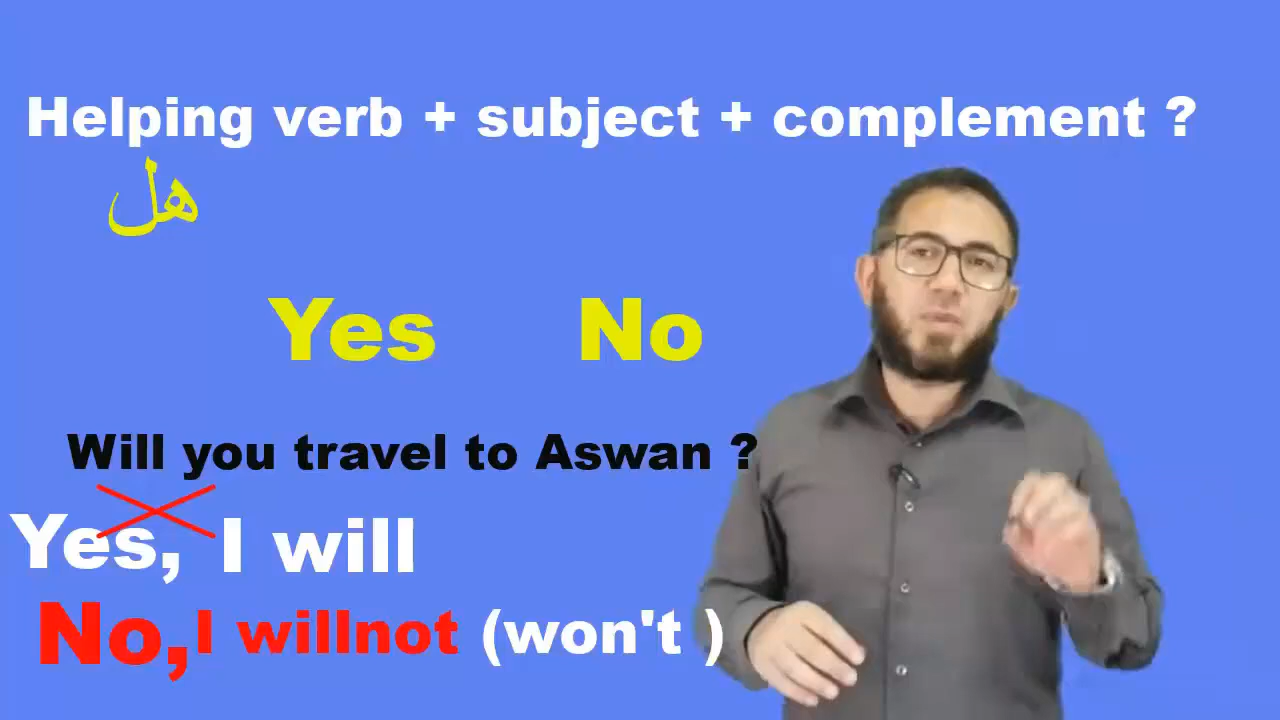 Helping verb + subject + complement ?
هل
Yes No
Will you travel to Aswan ?
Yes, I will
No,I willnot (won't )